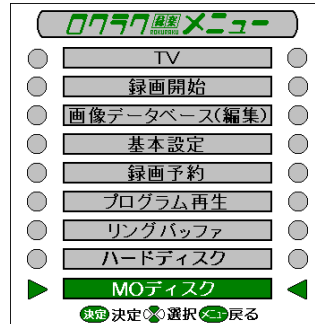 ロクラク 録楽 ROKURAKU メニュー
TV
録画開始
画像データベース(編集)
基本設定
録画予約
プログラム再生
リングバッファ
ハードディスク
MOディスク
決定 決定 選択 メニュー 戻る